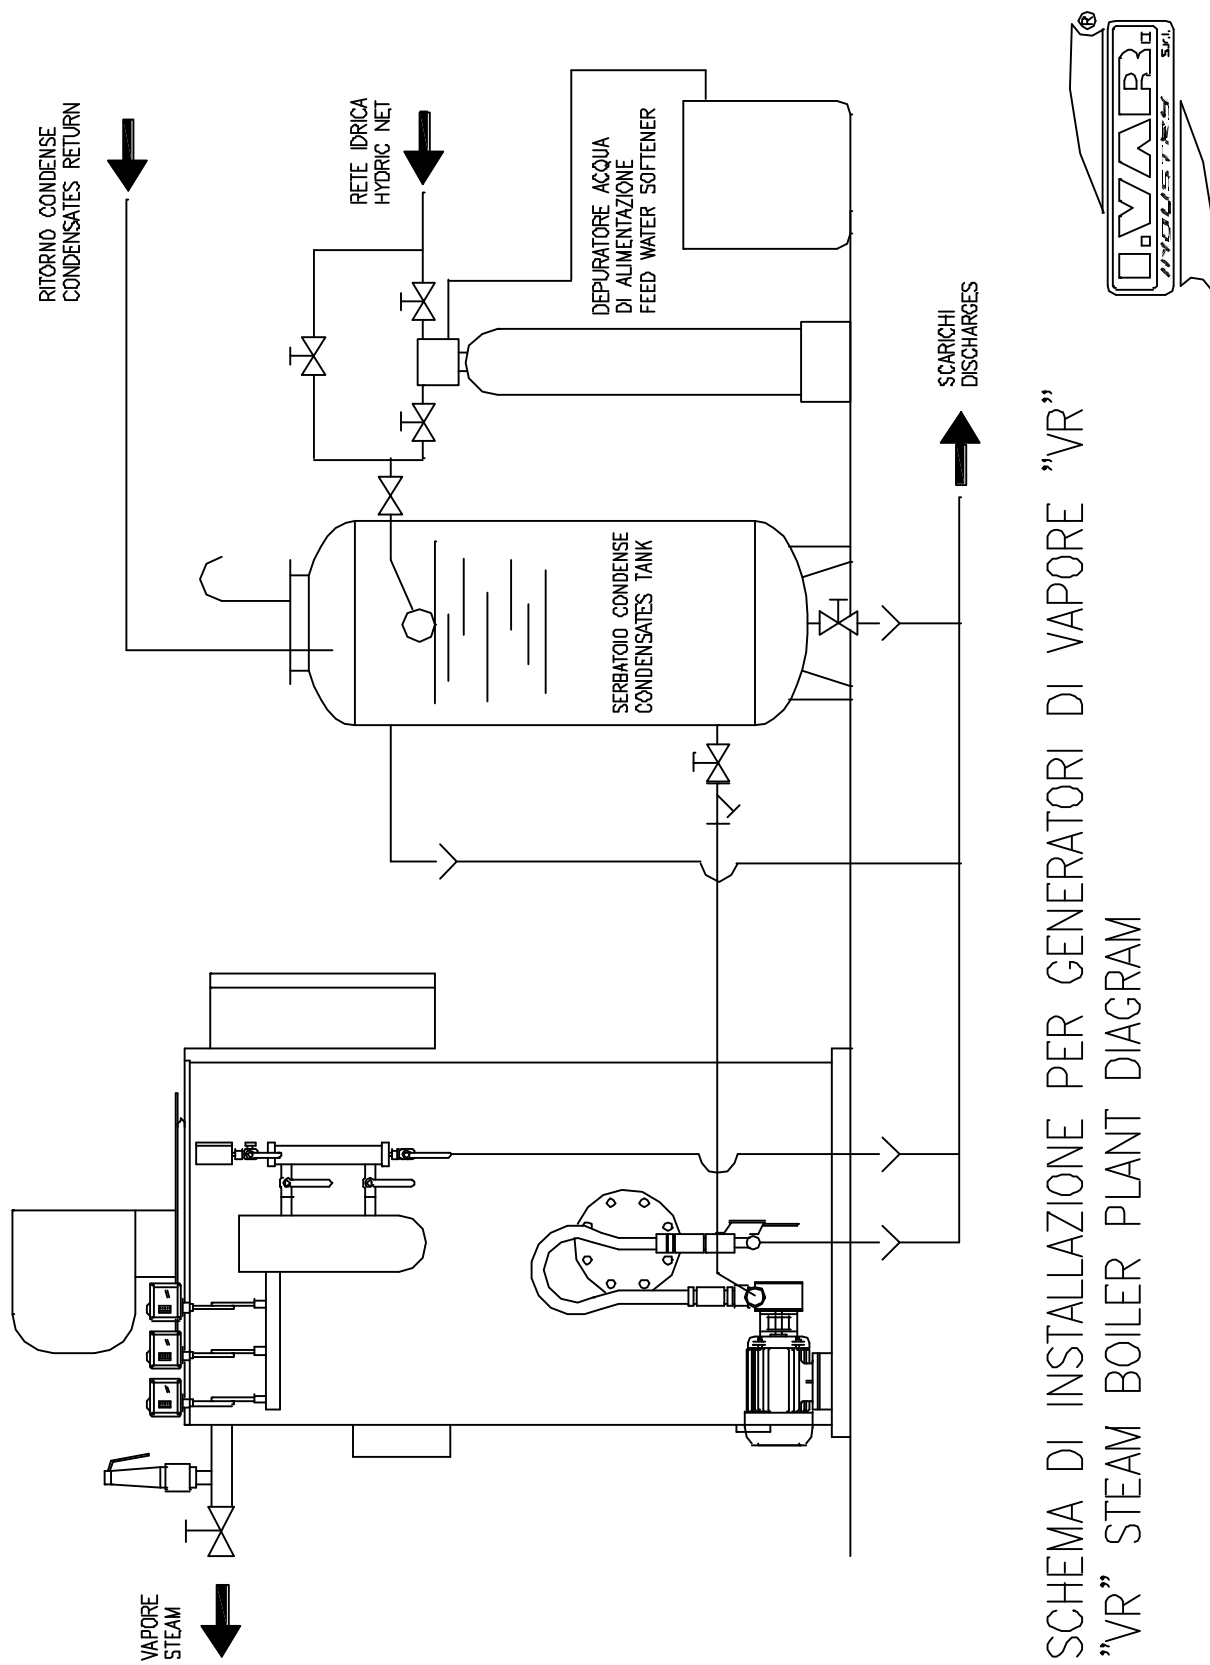 RITORNO CONDENSE
CONDENSATES RETURN
RETE IDRICA
HYDRIC NET
DEPURATORE ACQUA
DI ALIMENTAZIONE
FEED WATER SOFTENER
SERBATOIO CONDENSE
CONDENSATES TANK
SCARICHI
DISCHARGES
VAPORE
STEAM
SCHEMA DI INSTALLAZIONE PER GENERATORI DI VAPORE "VR"
"VR" STEAM BOILER PLANT DIAGRAM
I.VAR. ®
INDUSTRY s.r.l.